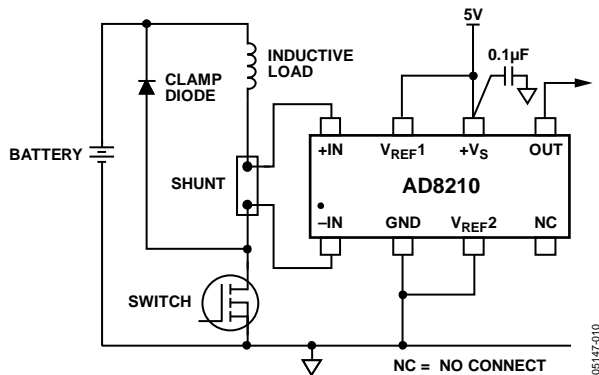 5V
0.1µF
INDUCTIVE
LOAD
CLAMP
DIODE
BATTERY
SHUNT
SWITCH
+IN
VREF1
+VS
OUT
AD8210
–IN
GND
VREF2
NC
NC = NO CONNECT
05147-010